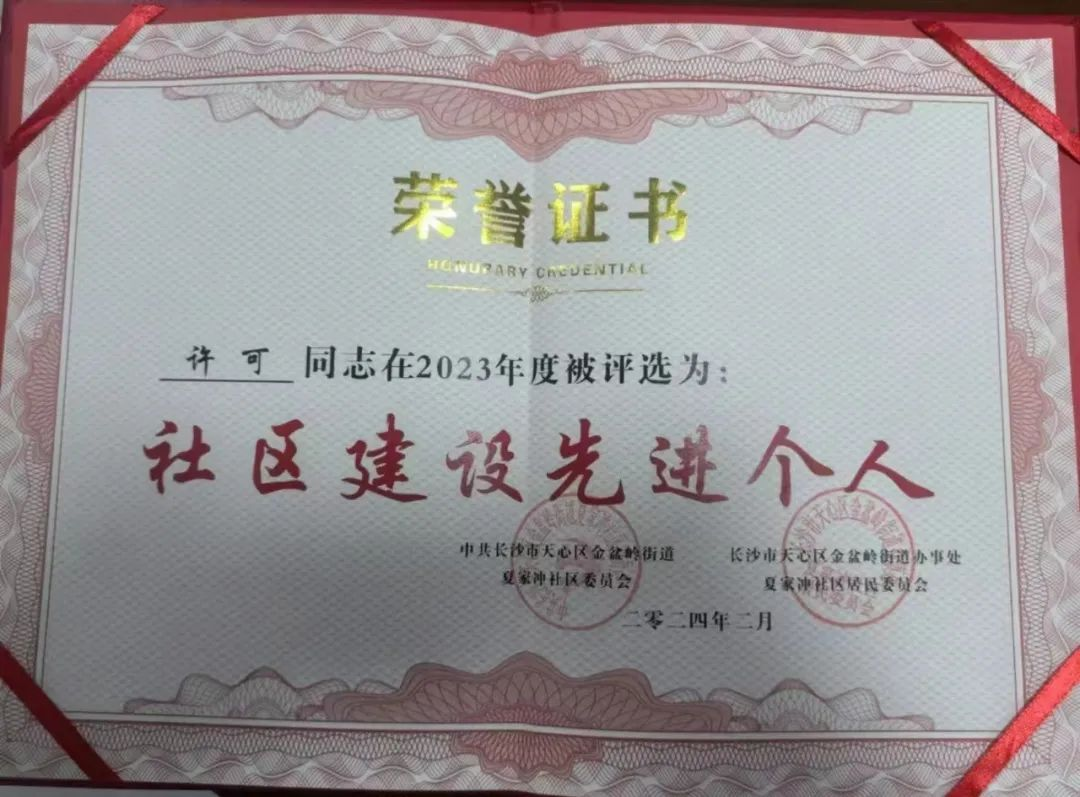 荣誉证书
HONORARY CREDENTIAL
许可 同志在2023年度被评选为：
社区建设先进个人
中共长沙市天心区金盆岭街道
夏家冲社区委员会
长沙市天心区金盆岭街道办事处
夏家冲社区居民委员会
二零二四年二月